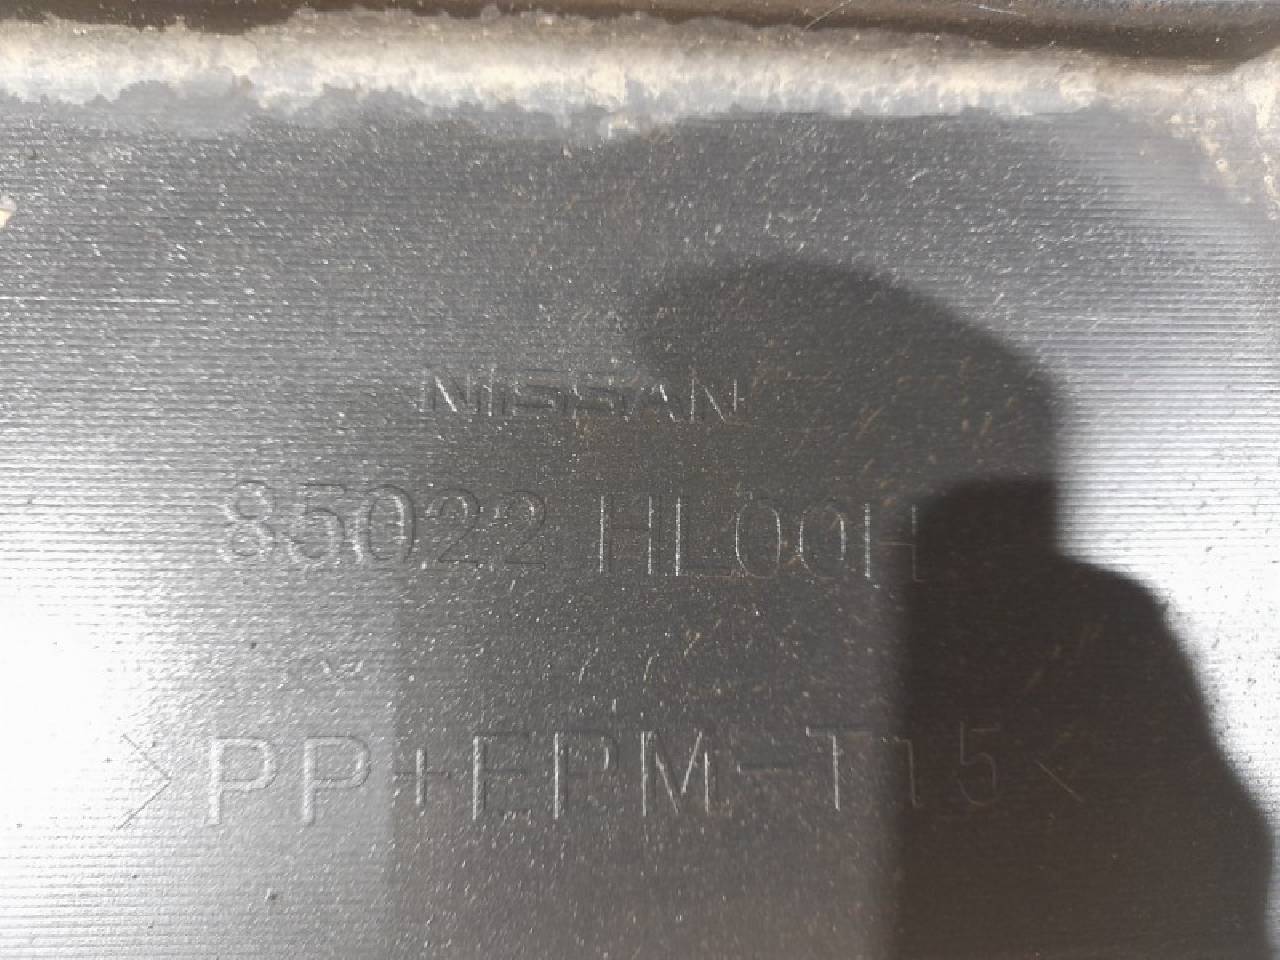 NISSAN
85022 HL00H
>PP+EPM-T15<